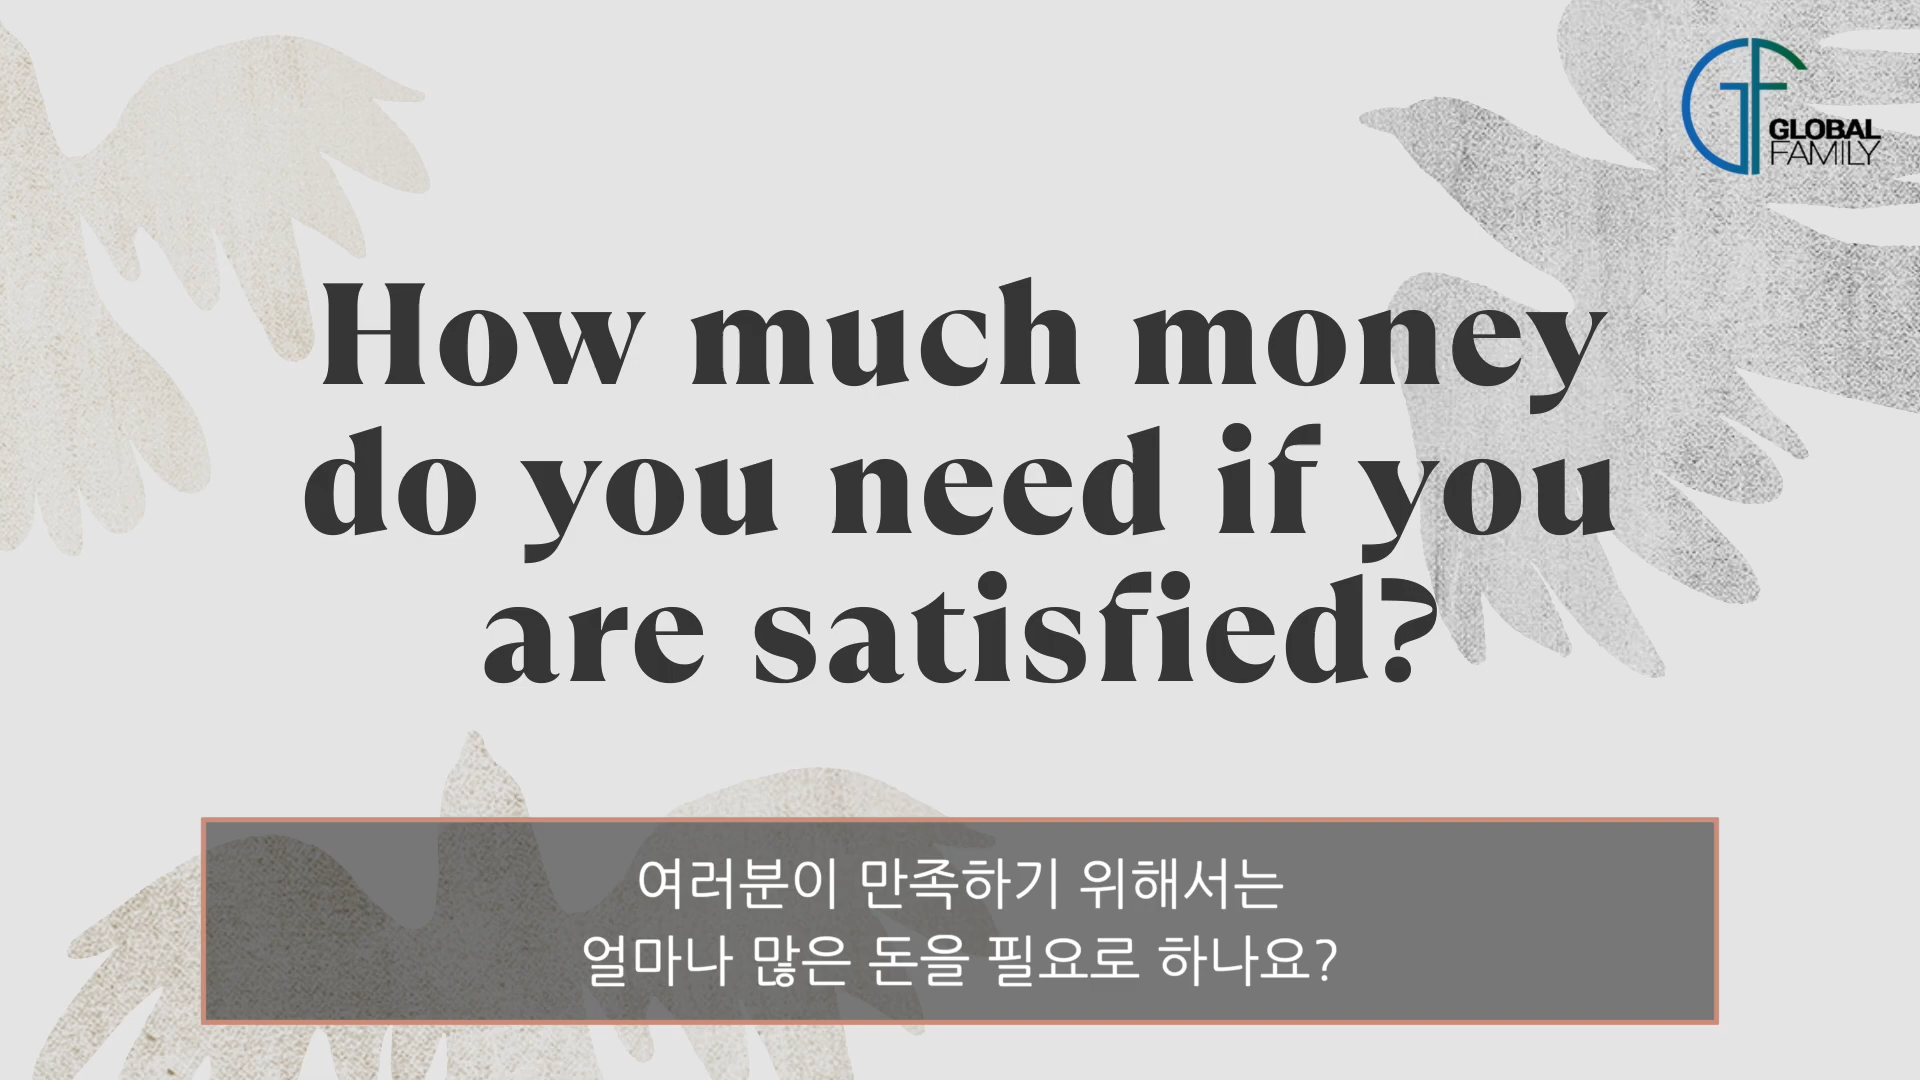 GF
GLOBAL
FAMILY
How much money
do you need if you
are satisfied?
여러분이 만족하기 위해서는
얼마나 많은 돈을 필요로 하나요?